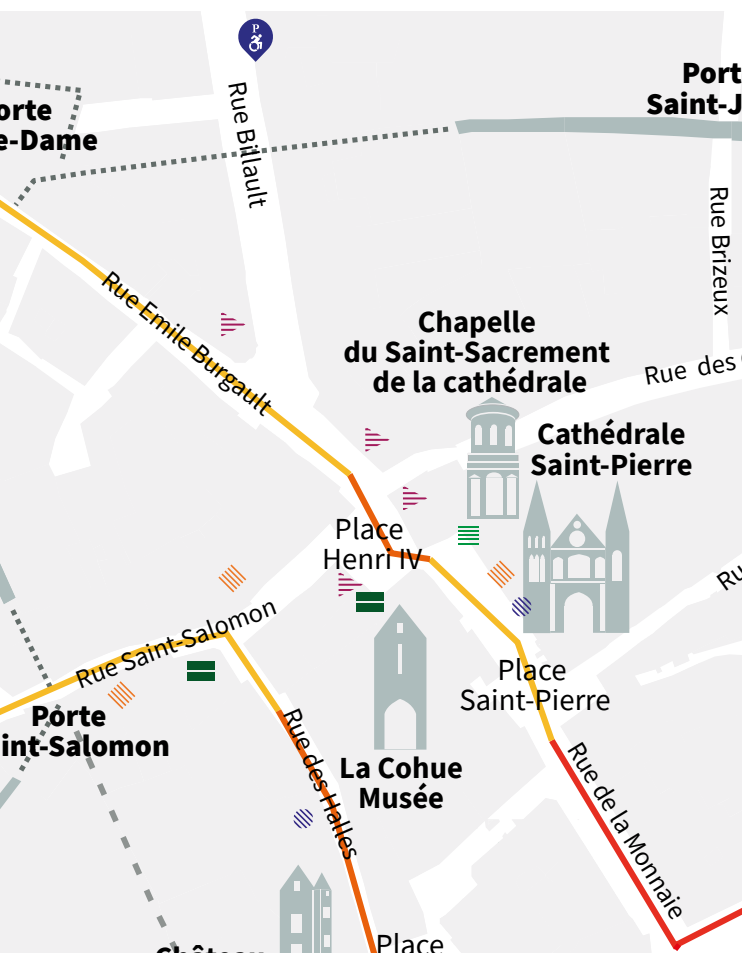 P
Port
Saint-J
orte
e-Dame
Rue Billault
Rue Brizeux
Rue Emile Burgault
Chapelle
du Saint-Sacrement
de la cathédrale
Rue des
Cathédrale
Saint-Pierre
Place
Henri IV
Ru
Rue Saint-Salomon
Place
Saint-Pierre
Porte
int-Salomon
Rue des Halles
La Cohue
Musée
Rue de la Monnaie
Place
Château